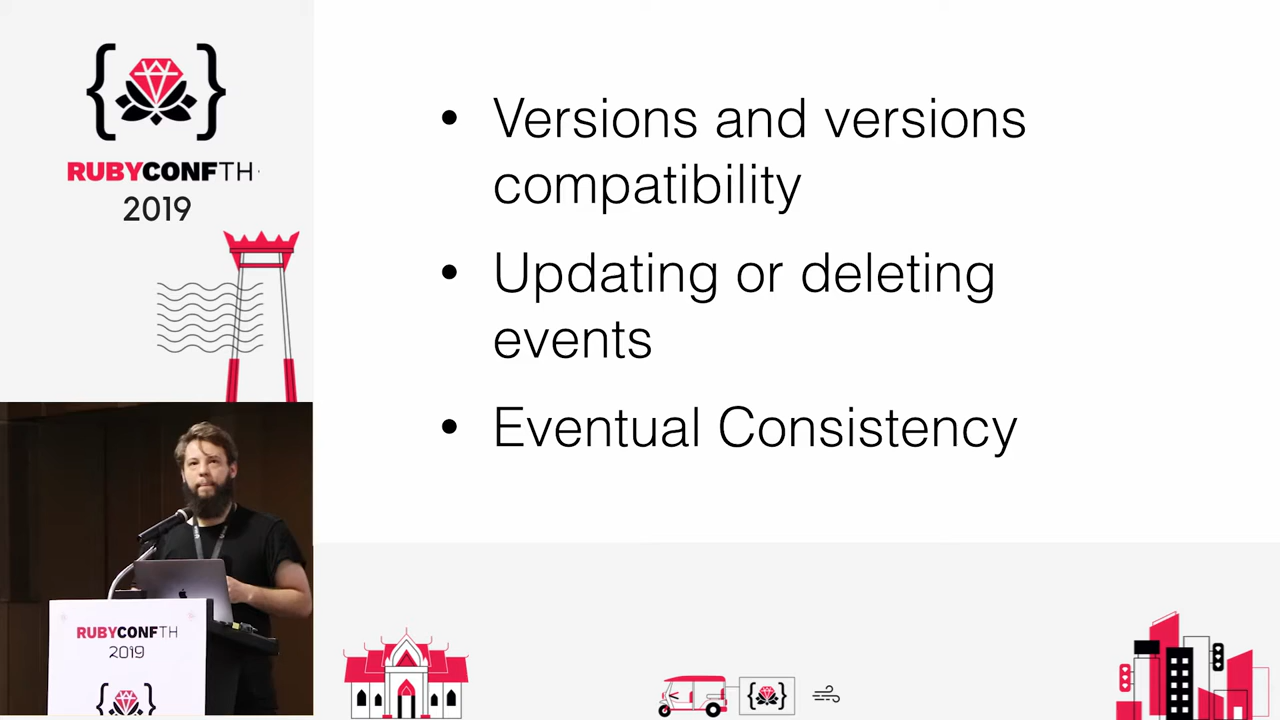 RUBYCONFTH
2019
• Versions and versions
compatibility
• Updating or deleting
events
• Eventual Consistency
RUBYCONFTH
2019